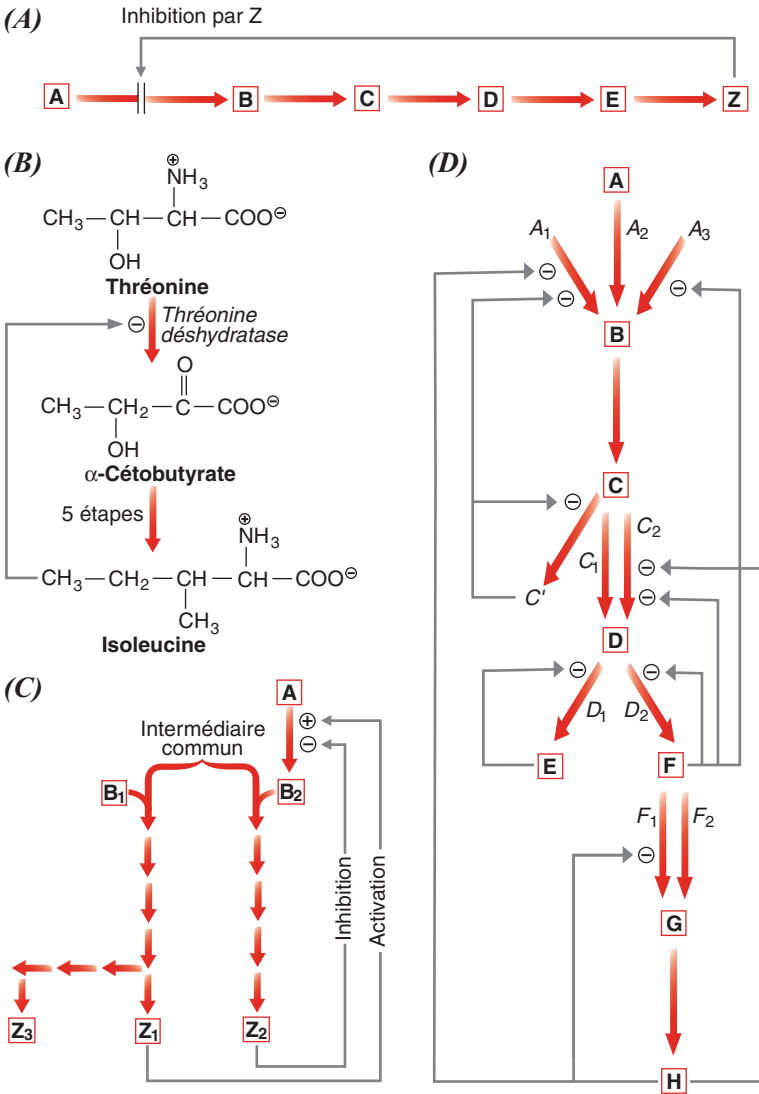 (A)
Inhibition par Z
A B C D E Z
(B)
⊕
NH3
CH3—CH—CH—COO⊖
OH
Thréonine
⊖ Thréonine
déshydratase
O
CH3—CH2—C—COO⊖
OH
α-Cétobutyrate
5 étapes
⊕
NH3
CH3—CH2—CH—CH—COO⊖
CH3
Isoleucine
(C)
A
Intermédiaire
commun
⊕
⊖
B1 B2
Inhibition
Activation
Z3 Z1 Z2
(D)
A
A1 A2 A3
⊖
⊖ ⊖
B
C
⊖
C2
C1
⊖
C' ⊖
D
⊖ ⊖
D1 D2
E F
F1 F2
⊖
G
H